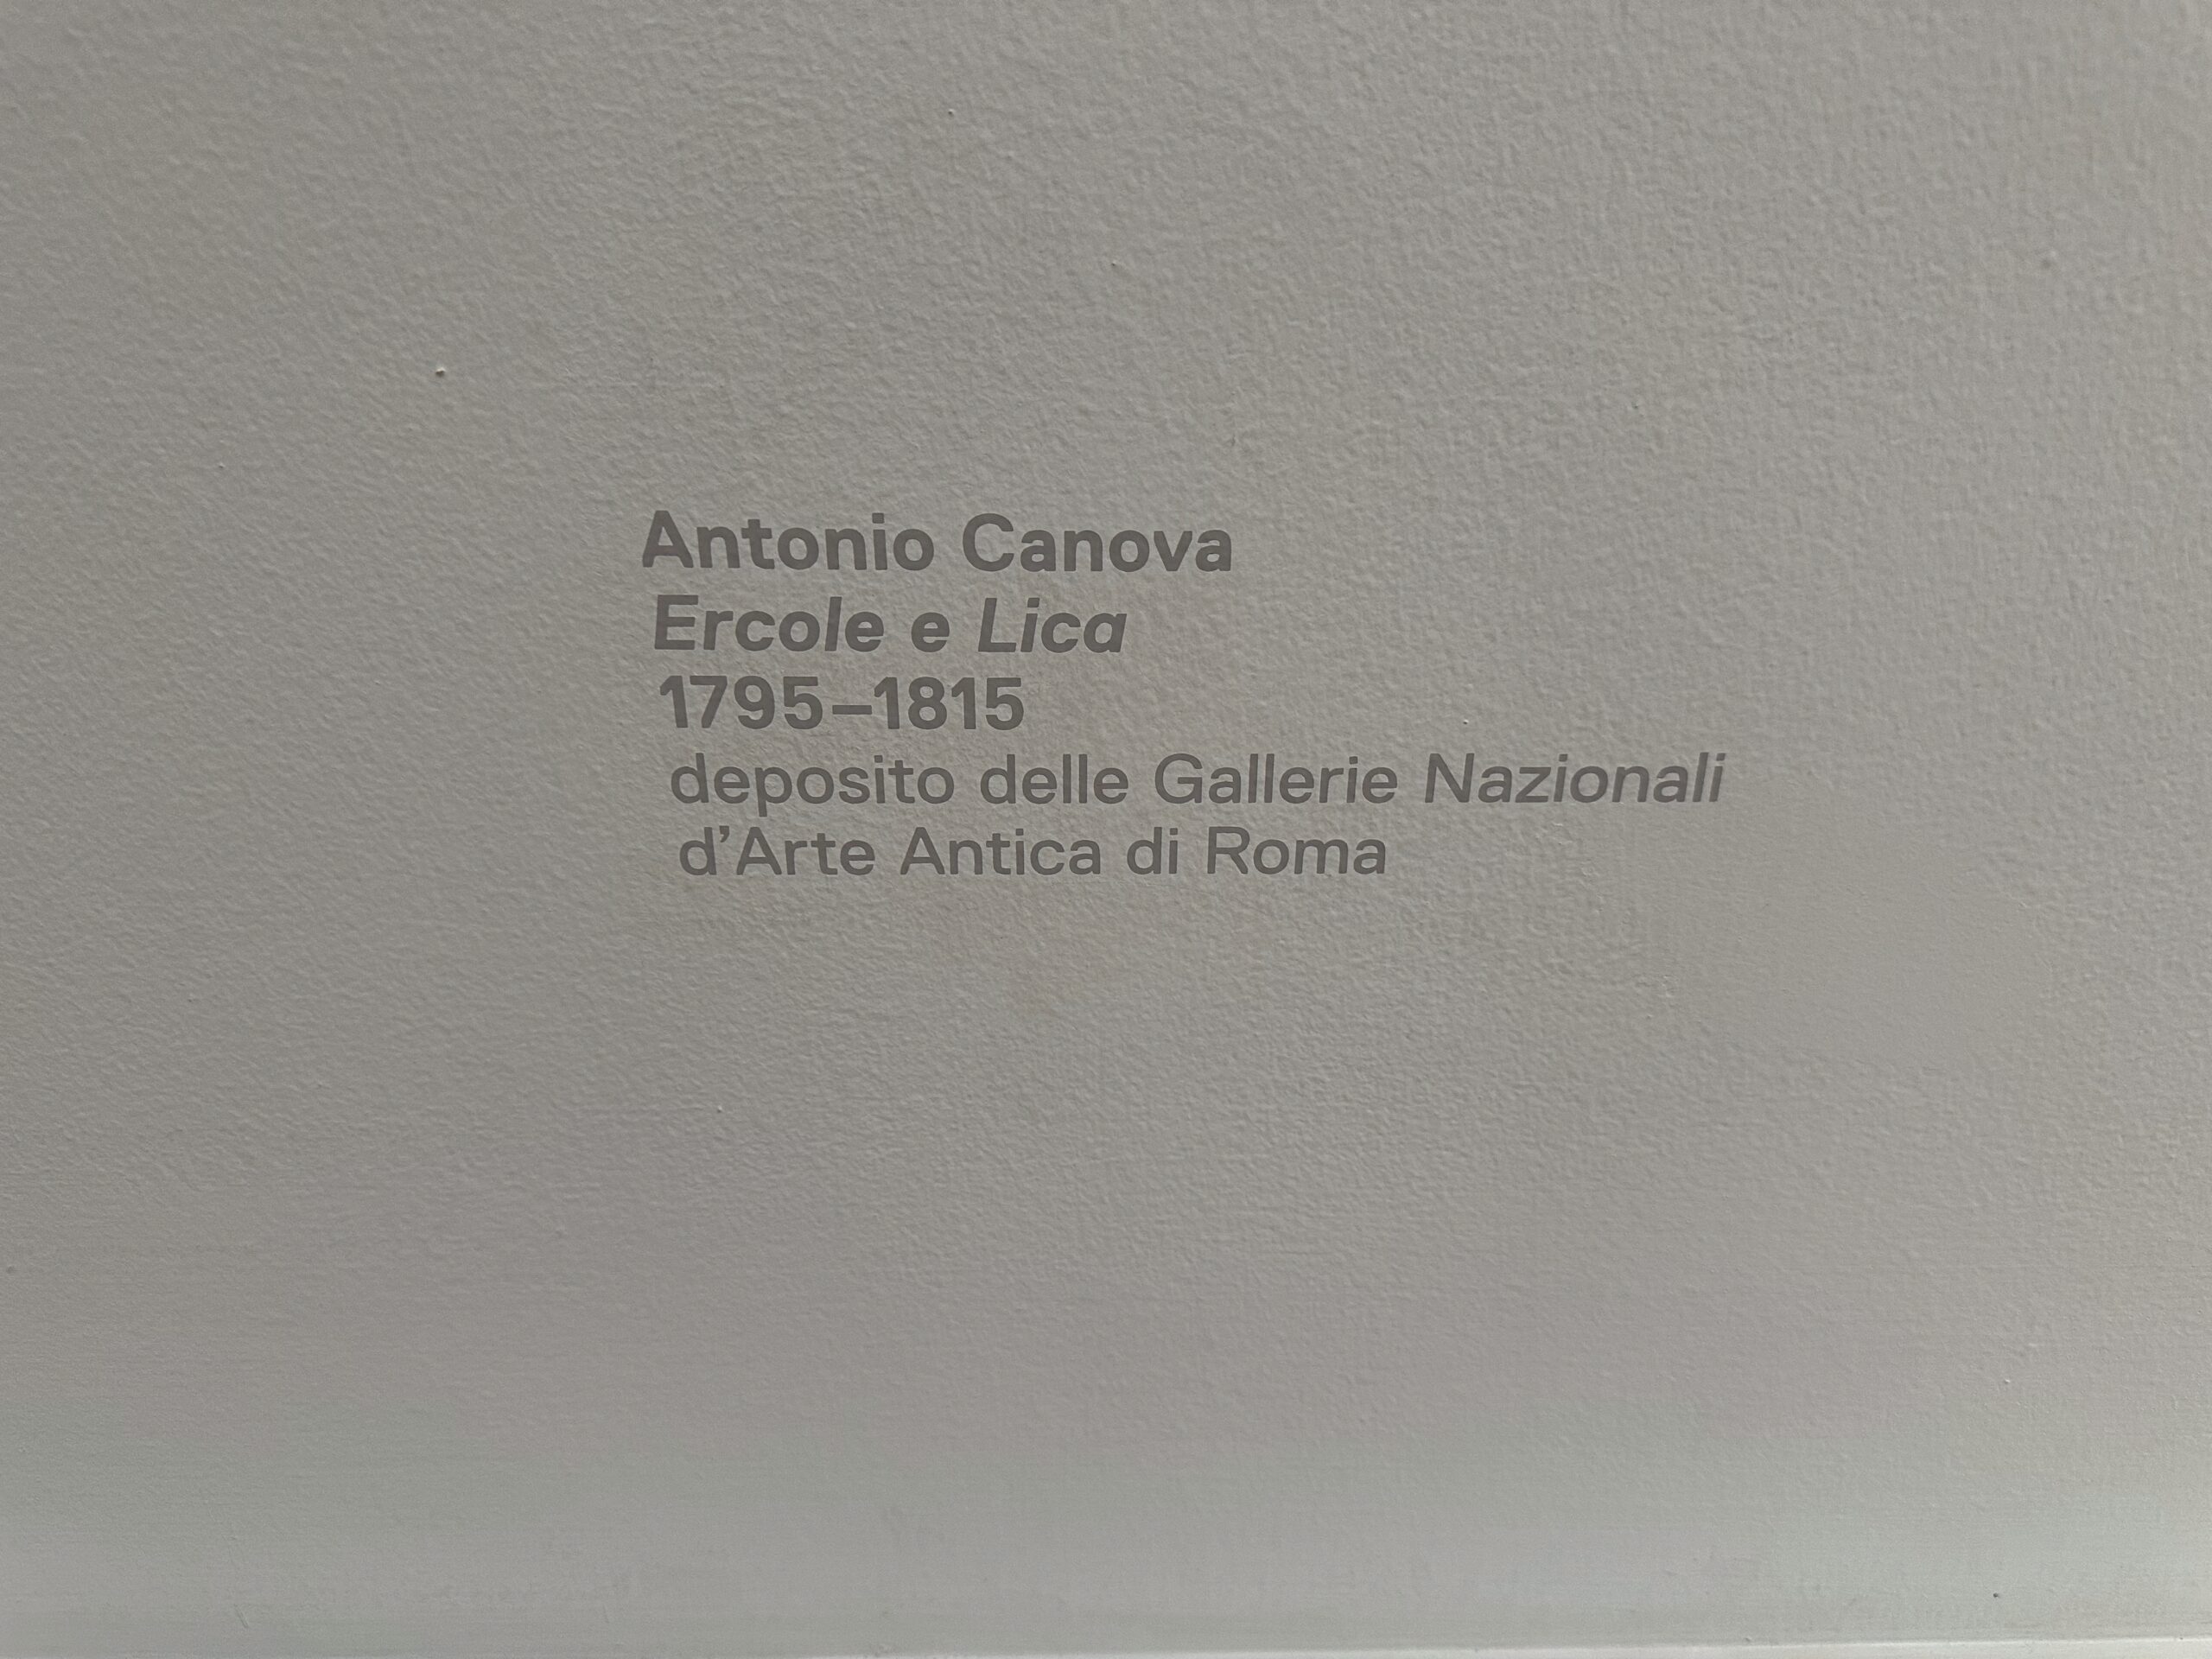 Antonio Canova
Ercole e Lica
1795–1815
deposito delle Gallerie Nazionali
d’Arte Antica di Roma